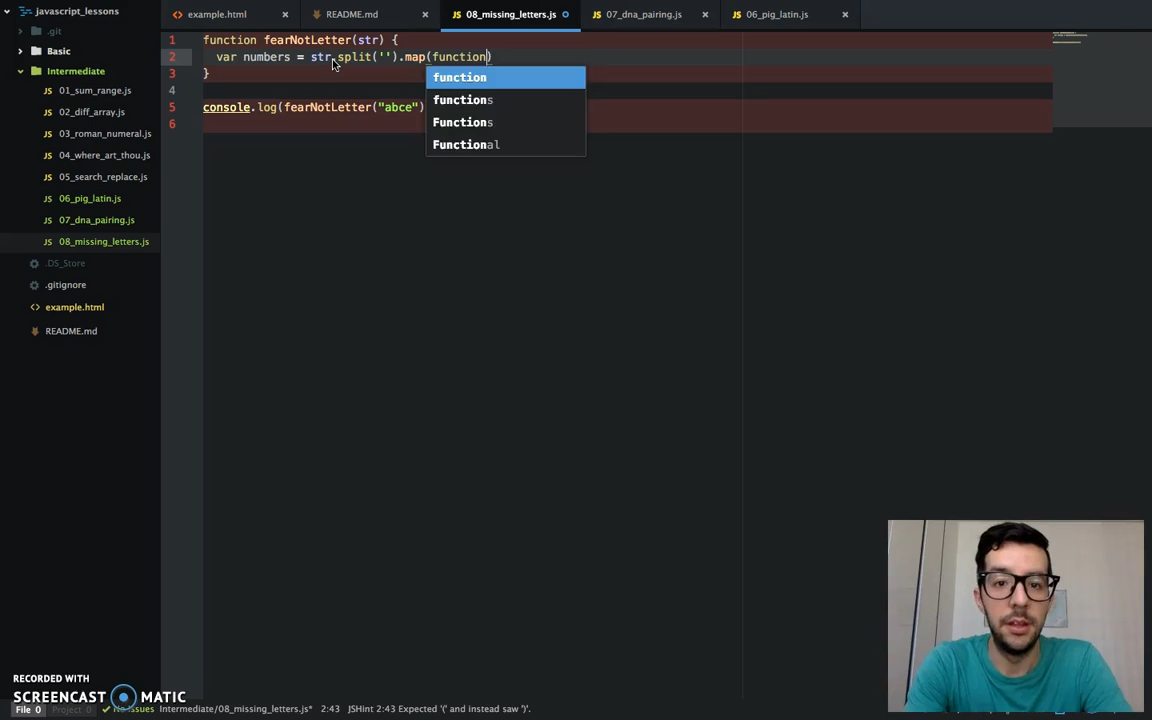 javascript_lessons
.git
Basic
Intermediate
01_sum_range.js
02_diff_array.js
03_roman_numeral.js
04_where_art_thou.js
05_search_replace.js
06_pig_latin.js
07_dna_pairing.js
08_missing_letters.js
.DS_Store
.gitignore
example.html
README.md
example.html
README.md
08_missing_letters.js
07_dna_pairing.js
06_pig_latin.js
1 function fearNotLetter(str) {
2 var numbers = str.split('').map(function)
3 }
4
5 console.log(fearNotLetter("abce")
6
function
functions
Functions
Functional
RECORDED WITH
SCREENCAST MATIC
File 0 Project 0 No Issues Intermediate/08_missing_letters.js* 2:43 JSHint 2:43 Expected '(' and instead saw ')'.